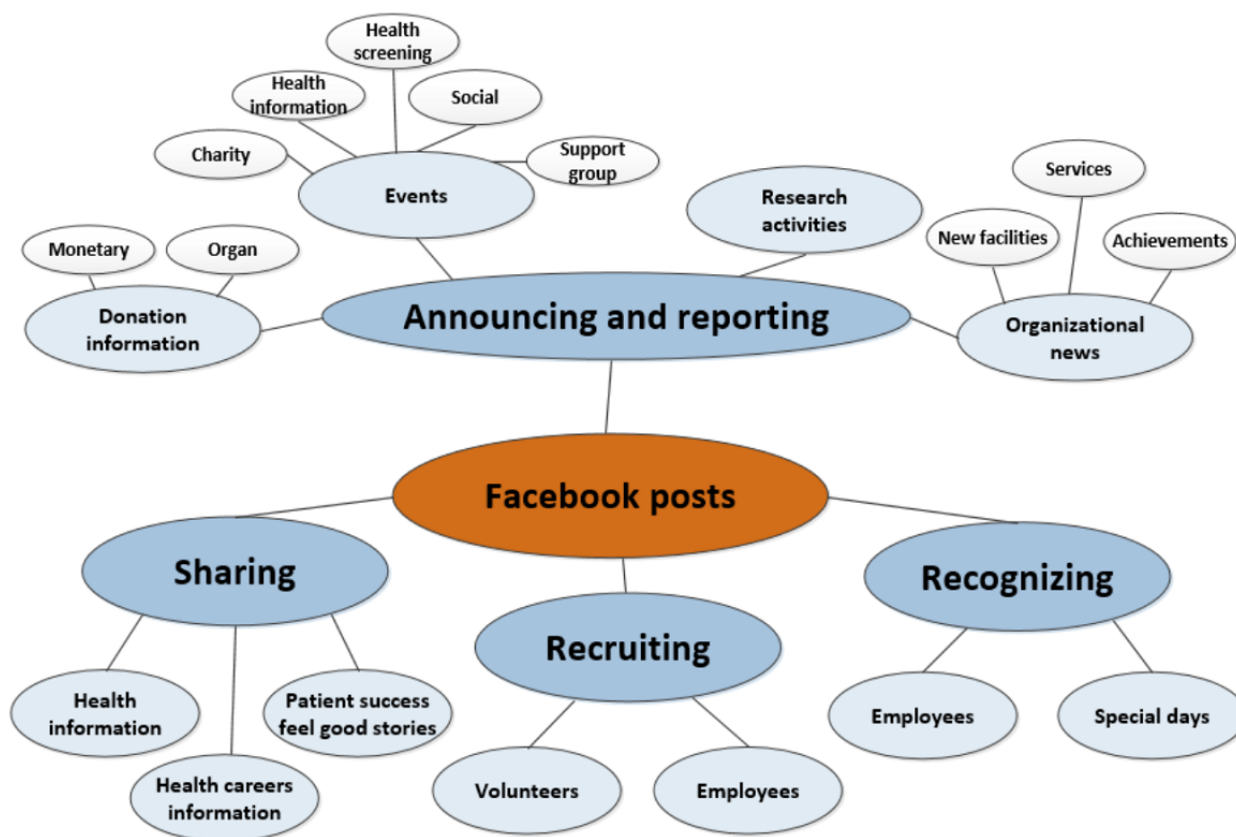 Health
screening
Health
information
Social
Charity
Support
group
Events
Research
activities
Services
New facilities
Achievements
Organizational
news
Monetary
Organ
Donation
information
Announcing and reporting
Facebook posts
Sharing
Recruiting
Recognizing
Health
information
Health careers
information
Patient success
feel good stories
Volunteers
Employees
Employees
Special days